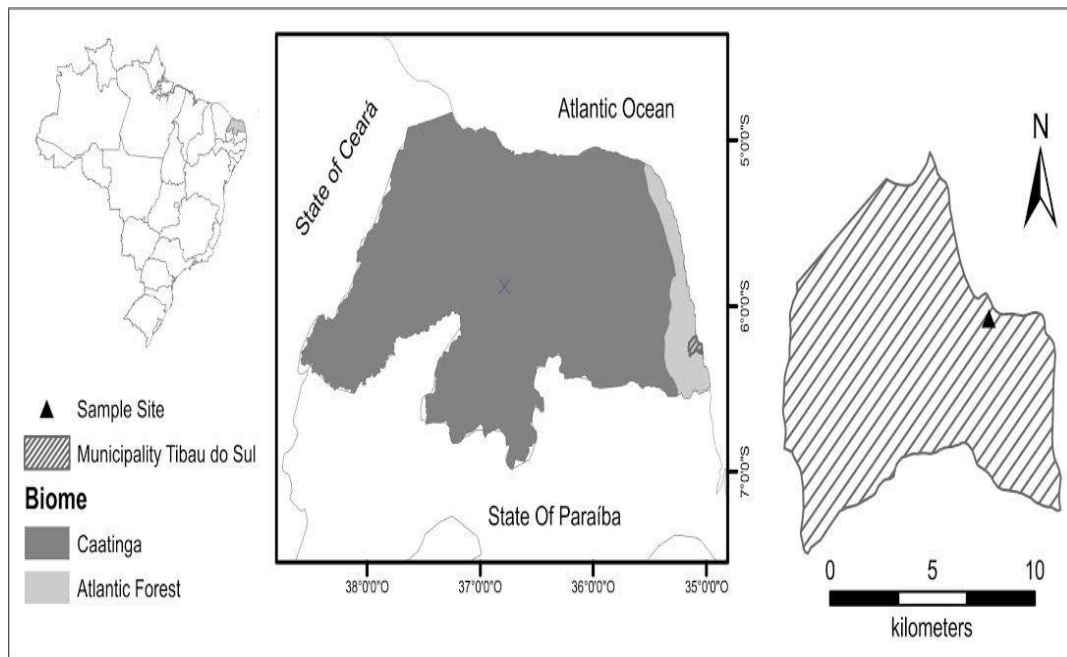 State of Ceará
Atlantic Ocean
5°0'0"S
6°0'0"S
7°0'0"S
N
Sample Site
Municipality Tibau do Sul
Biome
Caatinga
Atlantic Forest
X
State Of Paraíba
38°0'0"O
37°0'0"O
36°0'0"O
35°0'0"O
0 5 10
kilometers